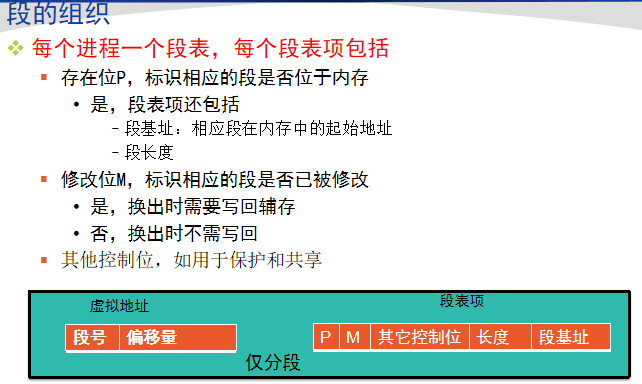 段的组织
每个进程一个段表，每个段表项包括
存在位P，标识相应的段是否位于内存
是，段表项还包括
段基址：相应段在内存中的起始地址
段长度
修改位M，标识相应的段是否已被修改
是，换出时需要写回辅存
否，换出时不需写回
其他控制位，如用于保护和共享
虚拟地址
段号 偏移量
段表项
P M 其它控制位 长度 段基址
仅分段